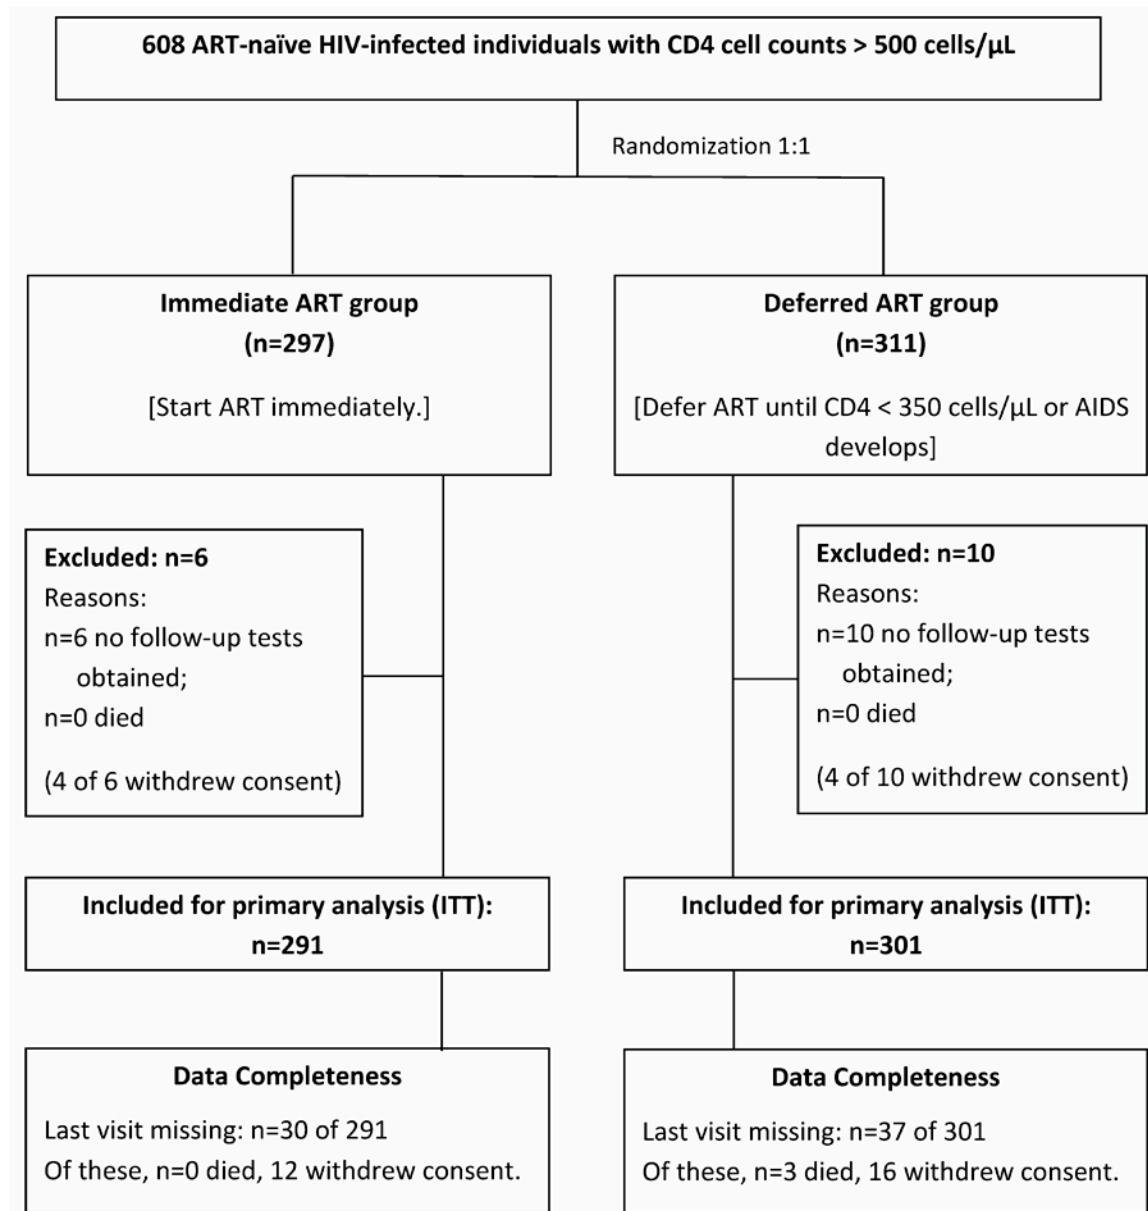 608 ART-naïve HIV-infected individuals with CD4 cell counts > 500 cells/µL
Randomization 1:1
Immediate ART group
(n=297)
[Start ART immediately.]
Deferred ART group
(n=311)
[Defer ART until CD4 < 350 cells/µL or AIDS
develops]
Excluded: n=6
Reasons:
n=6 no follow-up tests
obtained;
n=0 died
(4 of 6 withdrew consent)
Excluded: n=10
Reasons:
n=10 no follow-up tests
obtained;
n=0 died
(4 of 10 withdrew consent)
Included for primary analysis (ITT):
n=291
Included for primary analysis (ITT):
n=301
Data Completeness
Last visit missing: n=30 of 291
Of these, n=0 died, 12 withdrew consent.
Data Completeness
Last visit missing: n=37 of 301
Of these, n=3 died, 16 withdrew consent.